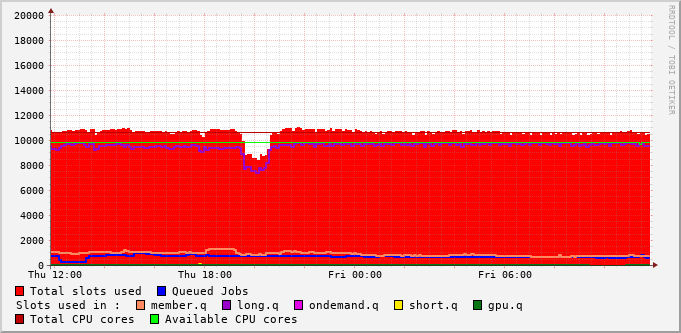 20000
18000
16000
14000
12000
10000
8000
6000
4000
2000
0
Thu 12:00 Thu 18:00 Fri 00:00 Fri 06:00
RRDTOOL / TOBI OETIKER
Total slots used Queued Jobs
Slots used in : member.q long.q ondemand.q short.q gpu.q
Total CPU cores Available CPU cores